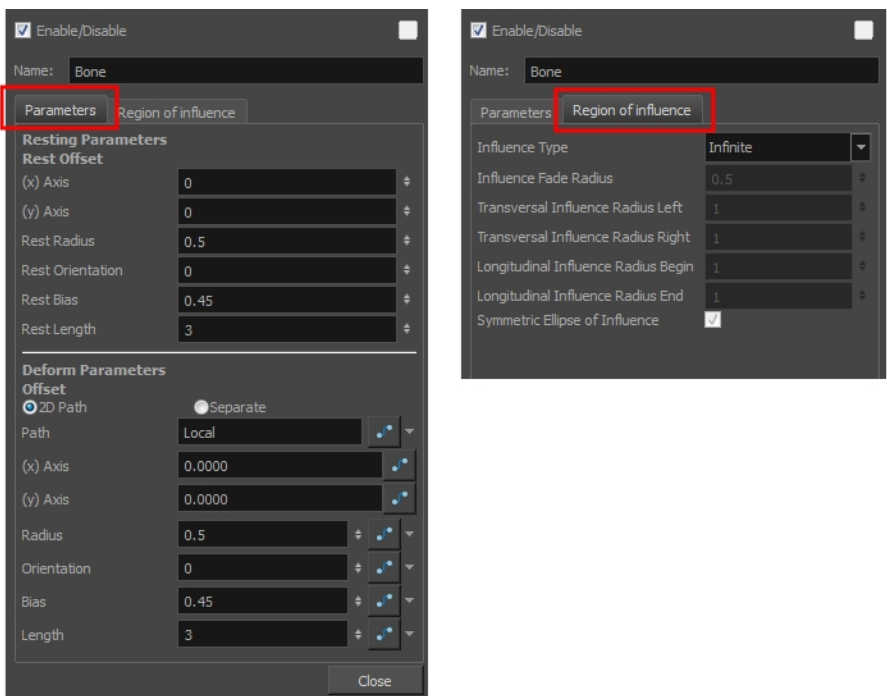 Enable/Disable
Name: Bone
Parameters Region of influence
Resting Parameters
Rest Offset
(x) Axis 0
(y) Axis 0
Rest Radius 0.5
Rest Orientation 0
Rest Bias 0.45
Rest Length 3
Deform Parameters
Offset
2D Path Separate
Path Local
(x) Axis 0.0000
(y) Axis 0.0000
Radius 0.5
Orientation 0
Bias 0.45
Length 3
Close
Enable/Disable
Name: Bone
Parameters Region of influence
Influence Type Infinite
Influence Fade Radius 0.5
Transversal Influence Radius Left 1
Transversal Influence Radius Right 1
Longitudinal Influence Radius Begin 1
Longitudinal Influence Radius End 1
Symmetric Ellipse of Influence